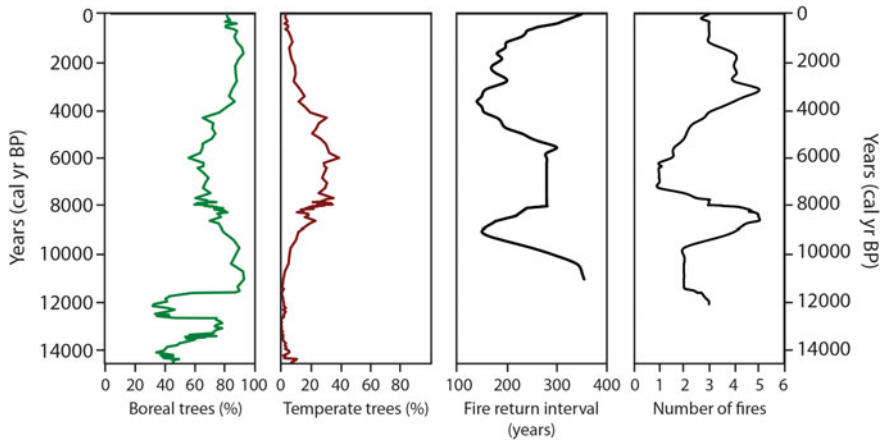 0
2000
4000
6000
8000
10000
12000
14000
Years (cal yr BP)
0 20 40 60 80 100
Boreal trees (%)
0 20 40 60 80
Temperate trees (%)
100 200 300 400
Fire return interval
(years)
0 1 2 3 4 5 6
Number of fires
0
2000
4000
6000
8000
10000
12000
14000
Years (cal yr BP)